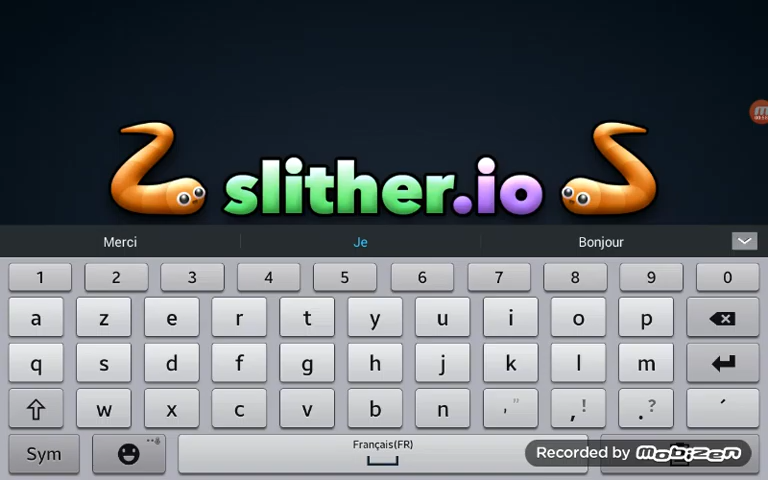 slither.io
Merci Je Bonjour
1 2 3 4 5 6 7 8 9 0
a z e r t y u i o p
q s d f g h j k l m
w x c v b n ' " , ! . ? ´
Sym Français(FR) Recorded by mobizen